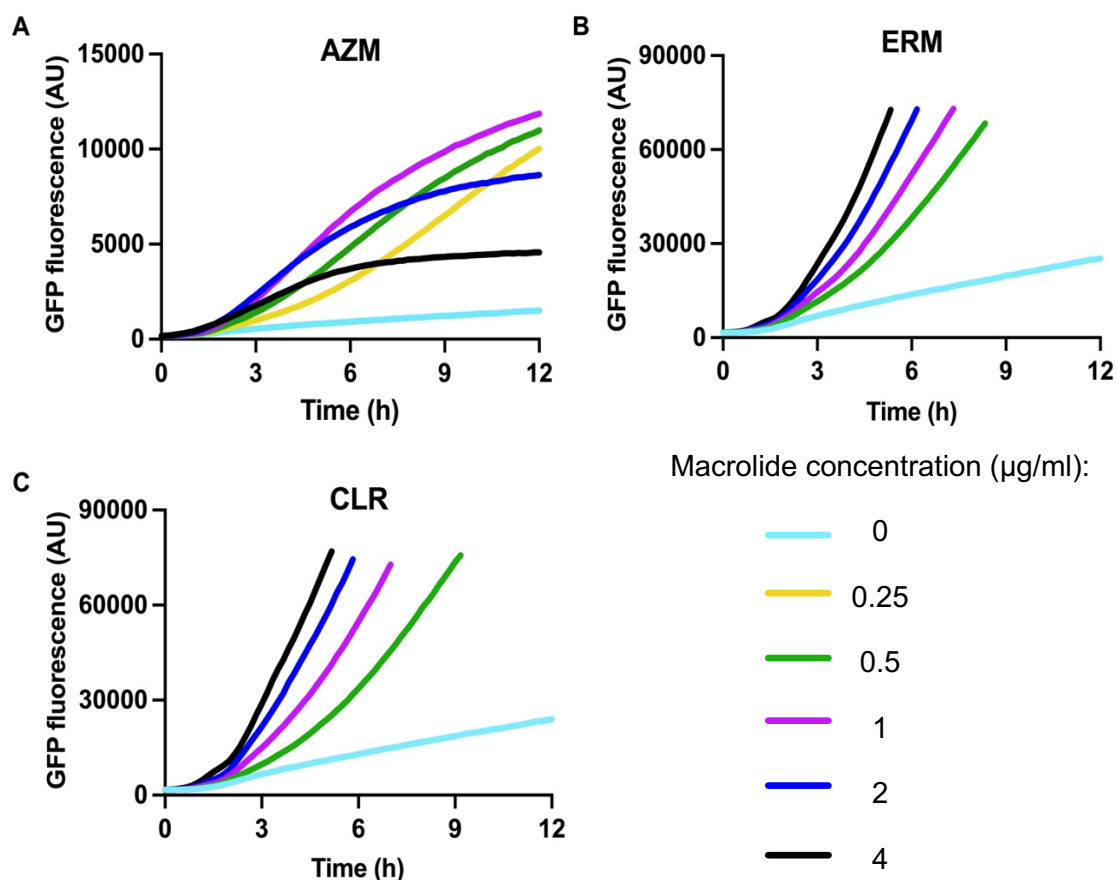 A
AZM
GFP fluorescence (AU)
15000
10000
5000
0
0 3 6 9 12
Time (h)
B
ERM
GFP fluorescence (AU)
90000
60000
30000
0
0 3 6 9 12
Time (h)
C
CLR
GFP fluorescence (AU)
90000
60000
30000
0
0 3 6 9 12
Time (h)
Macrolide concentration (µg/ml):
0
0.25
0.5
1
2
4